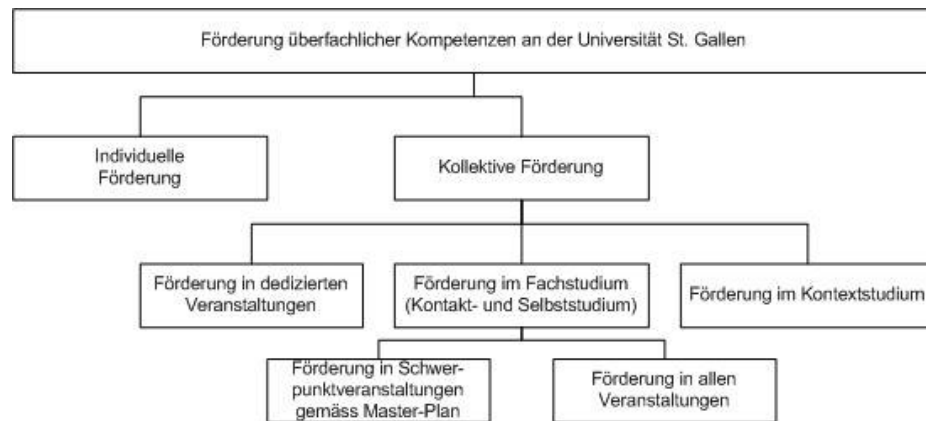 Förderung überfachlicher Kompetenzen an der Universität St. Gallen
Individuelle
Förderung
Kollektive Förderung
Förderung in dedizierten
Veranstaltungen
Förderung im Fachstudium
(Kontakt- und Selbststudium)
Förderung im Kontextstudium
Förderung in Schwer-
punktveranstaltungen
gemäss Master-Plan
Förderung in allen
Veranstaltungen